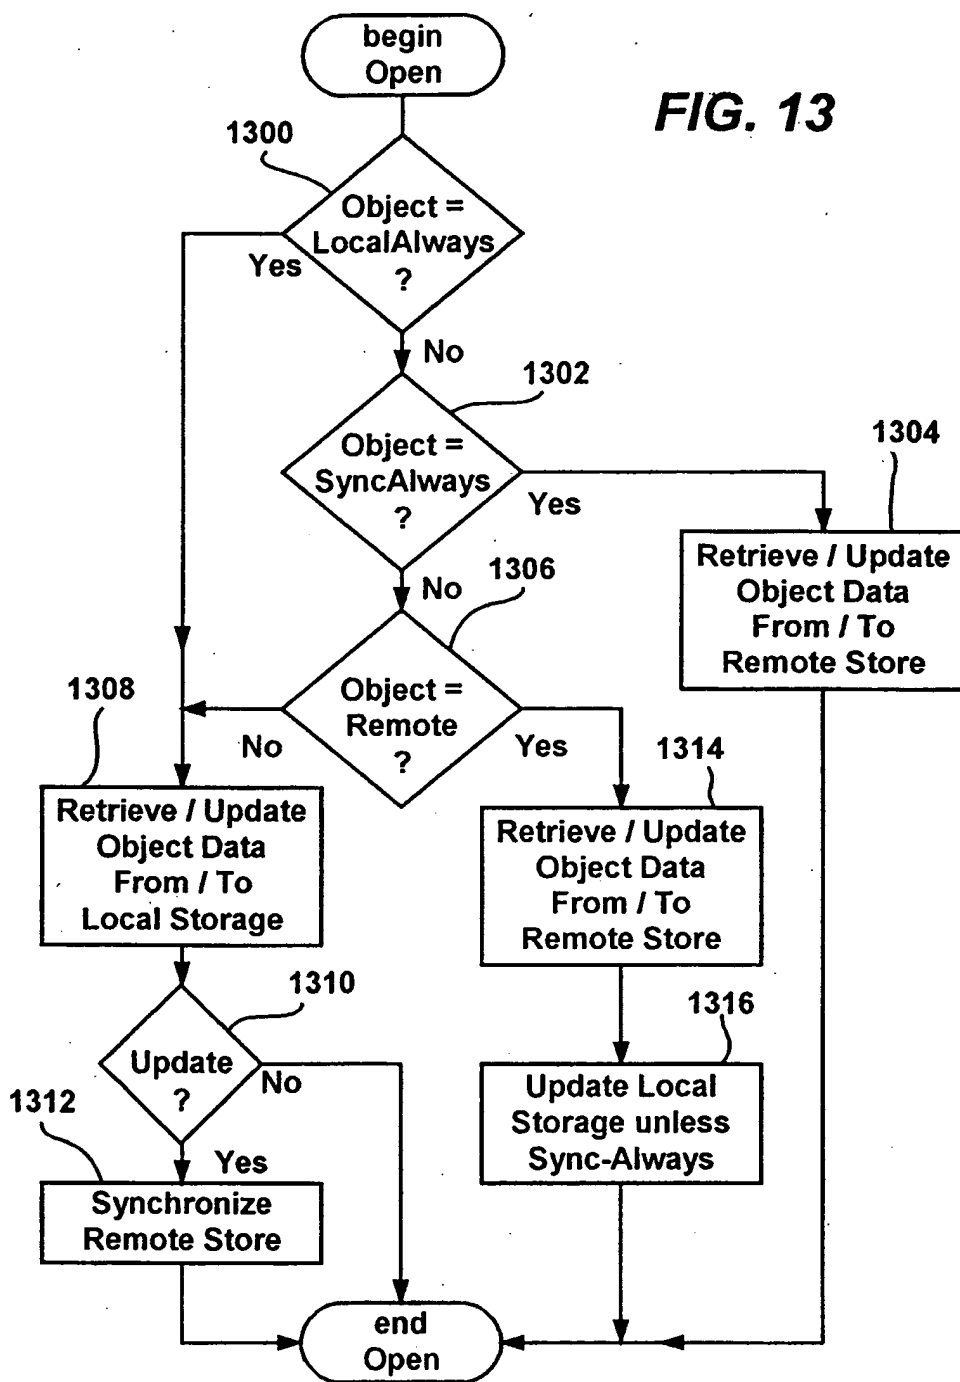 begin
Open
FIG. 13
1300
Object =
LocalAlways
?
Yes
No
1302
Object =
SyncAlways
?
Yes
No
1304
Retrieve / Update
Object Data
From / To
Remote Store
1306
Object =
Remote
?
No
Yes
1308
Retrieve / Update
Object Data
From / To
Local Storage
1314
Retrieve / Update
Object Data
From / To
Remote Store
1310
Update
?
No
Yes
1316
Update Local
Storage unless
Sync-Always
1312
Synchronize
Remote Store
end
Open